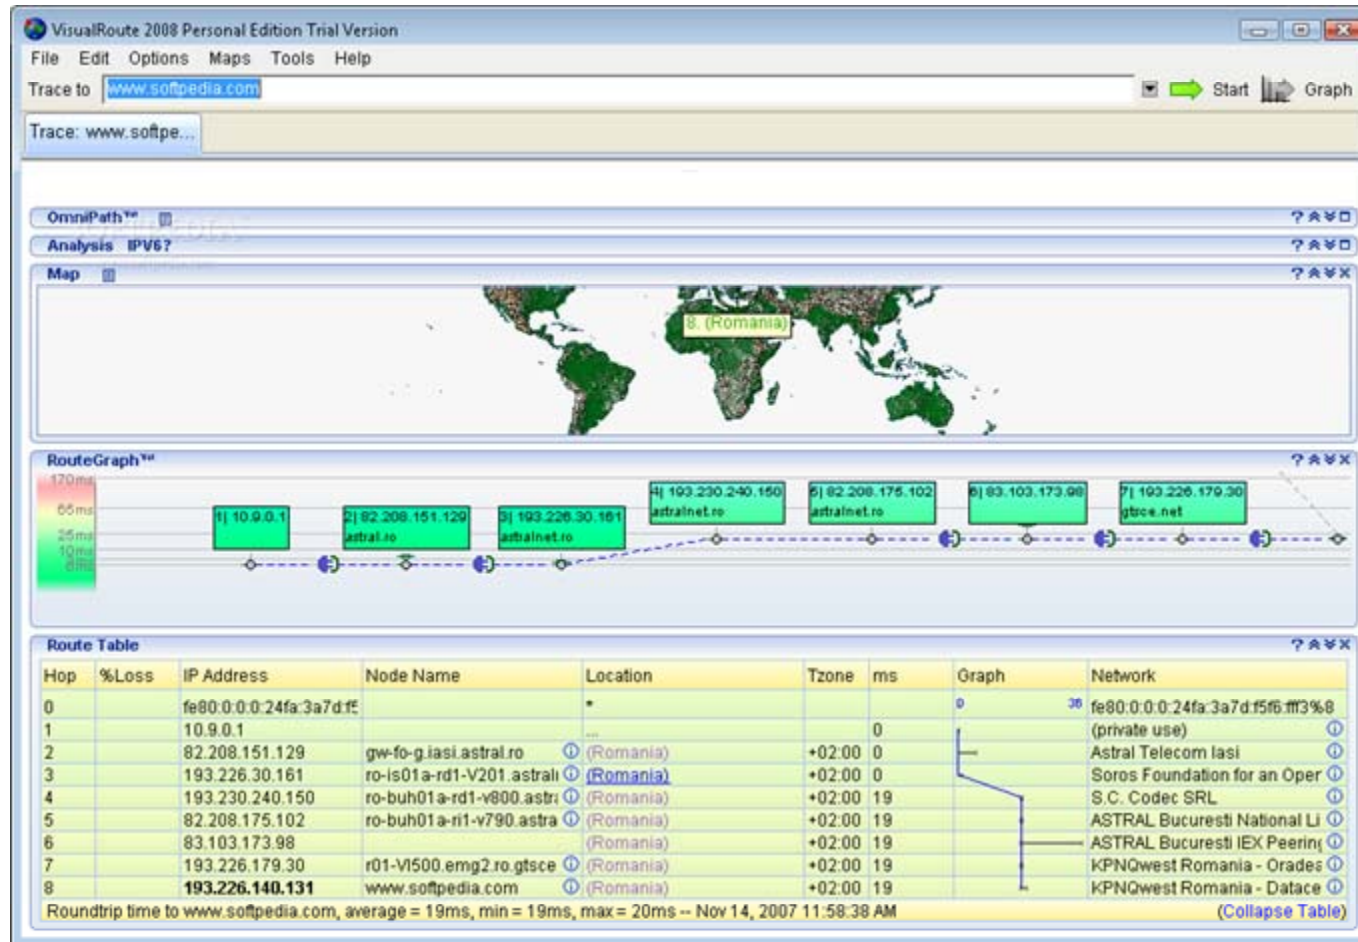 VisualRoute 2008 Personal Edition Trial Version
File Edit Options Maps Tools Help
Trace to www.softpedia.com Start Graph
Trace: www.softpe...
OmniPath™
Analysis IPV6?
Map
8. (Romania)
RouteGraph™
170ms
65ms
25ms
10ms
1| 10.9.0.1
2| 82.208.151.129
astral.ro
3| 193.226.30.161
astralnet.ro
4| 193.230.240.150
astralnet.ro
5| 82.208.175.102
astralnet.ro
6| 83.103.173.98
7| 193.226.179.30
gtsce.net
Route Table
Hop %Loss IP Address Node Name Location Tzone ms Graph Network
0 fe80:0:0:0:24fa:3a7d:f5 * 0 36 fe80:0:0:0:24fa:3a7d:f5f6:fff3%8
1 10.9.0.1 ... 0 (private use)
2 82.208.151.129 gw-fo-g.iasi.astral.ro (Romania) +02:00 0 Astral Telecom Iasi
3 193.226.30.161 ro-is01a-rd1-V201.astral (Romania) +02:00 0 Soros Foundation for an Oper
4 193.230.240.150 ro-buh01a-rd1-v800.astr (Romania) +02:00 19 S.C. Codec SRL
5 82.208.175.102 ro-buh01a-ri1-v790.astra (Romania) +02:00 19 ASTRAL Bucuresti National Li
6 83.103.173.98 (Romania) +02:00 19 ASTRAL Bucuresti IEX Peering
7 193.226.179.30 r01-Vl500.emg2.ro.gtsce (Romania) +02:00 19 KPNQwest Romania - Oradea
8 193.226.140.131 www.softpedia.com (Romania) +02:00 19 KPNQwest Romania - Datace
Roundtrip time to www.softpedia.com, average = 19ms, min = 19ms, max = 20ms -- Nov 14, 2007 11:58:38 AM (Collapse Table)